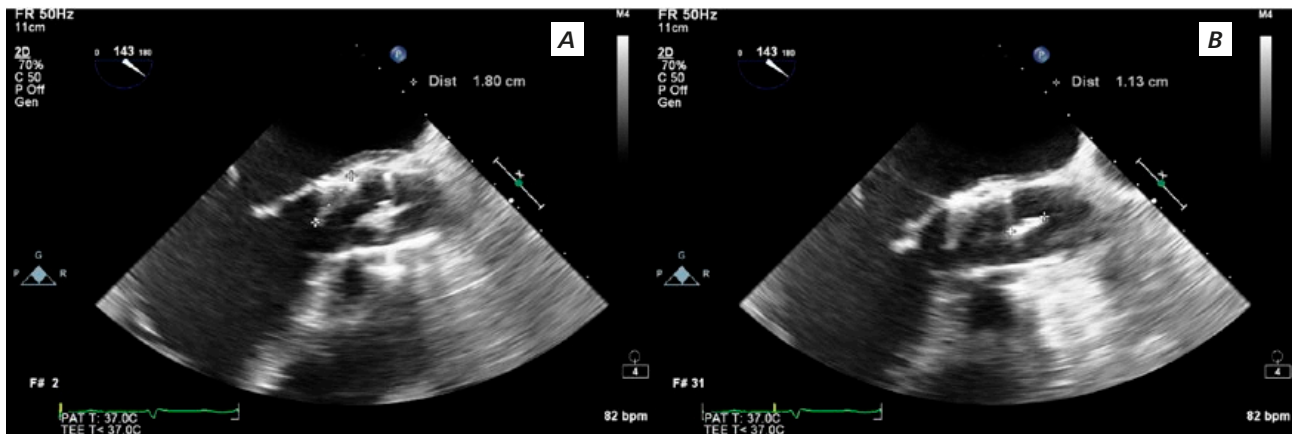 FR 50Hz
11cm
M4
A
2D
70%
C 50
P Off
Gen
0 143 180
P
Dist 1.80 cm
x
G
P R
4
F# 2
PAT T: 37.0C
TEE T< 37.0C
82 bpm
FR 50Hz
11cm
M4
B
2D
70%
C 50
P Off
Gen
0 143 180
P
Dist 1.13 cm
x
G
P R
4
F# 31
PAT T: 37.0C
TEE T< 37.0C
82 bpm